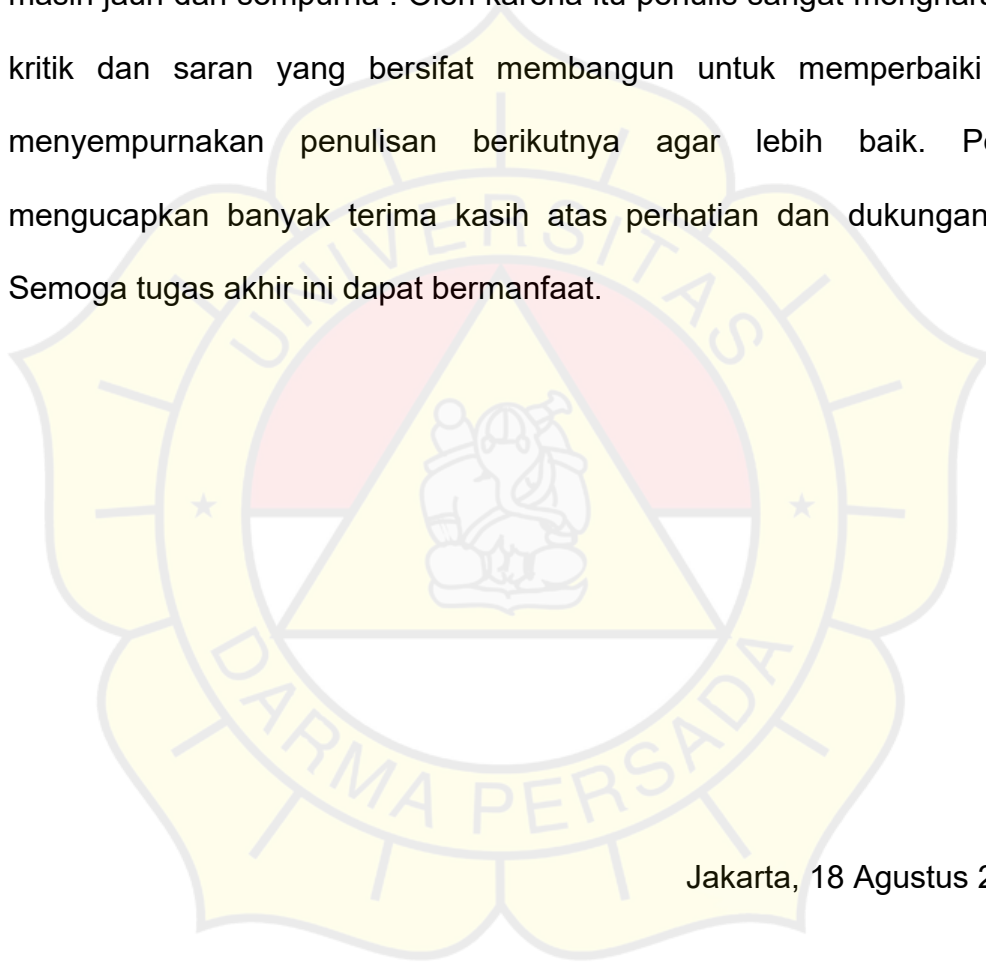 kritik dan saran yang bersifat membangun untuk memperbaiki
menyempurnakan penulisan berikutnya agar lebih baik.
mengucapkan banyak terima kasih atas perhatian dan dukungan
Semoga tugas akhir ini dapat bermanfaat.
UNIVERSITAS
DARMA PERSADA
Jakarta, 18 Agustus